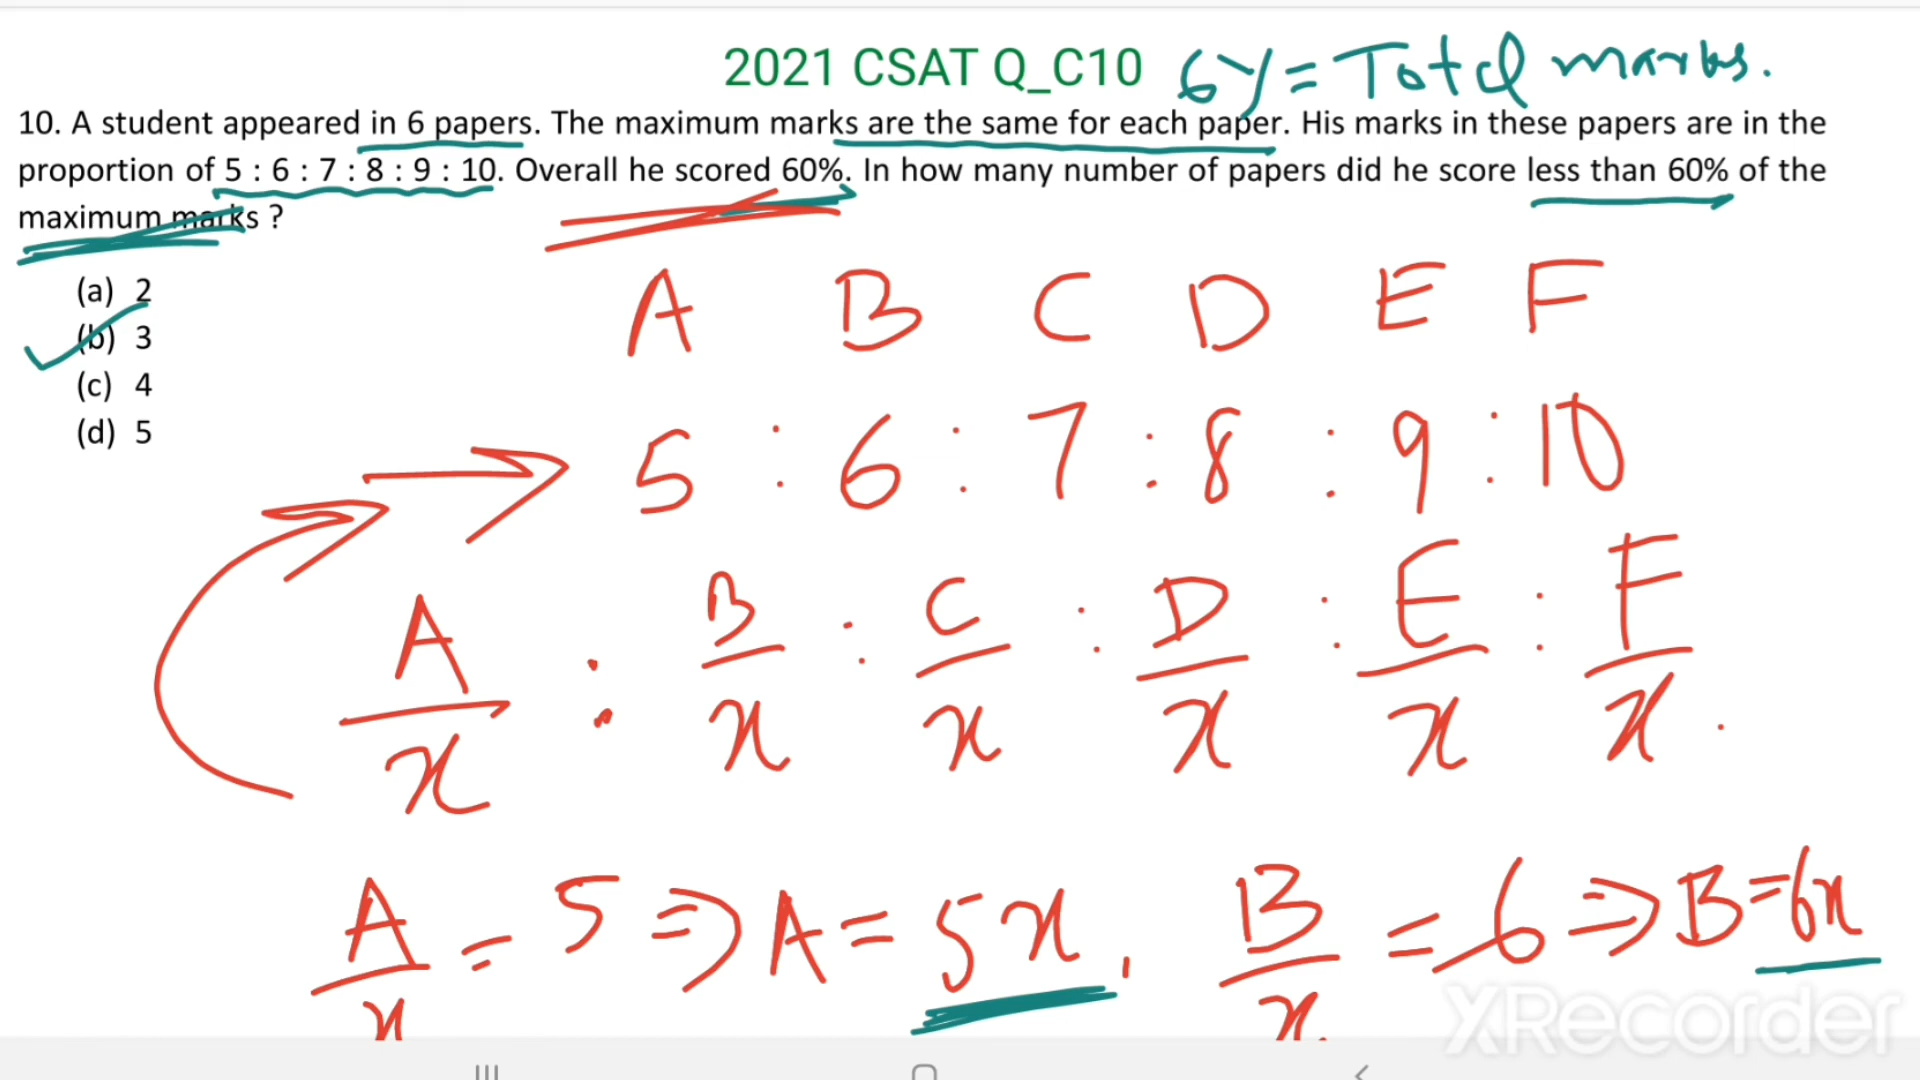 2021 CSAT Q_C10 6y = Total marks.
10. A student appeared in 6 papers. The maximum marks are the same for each paper. His marks in these papers are in the
proportion of 5 : 6 : 7 : 8 : 9 : 10. Overall he scored 60%. In how many number of papers did he score less than 60% of the
maximum marks ?
(a) 2
(b) 3
(c) 4
(d) 5
A B C D E F
5 : 6 : 7 : 8 : 9 : 10
A/x : B/x : C/x : D/x : E/x : F/x .
A/x = 5 ⇒ A = 5x , B/x = 6 ⇒ B = 6x
XRecorder